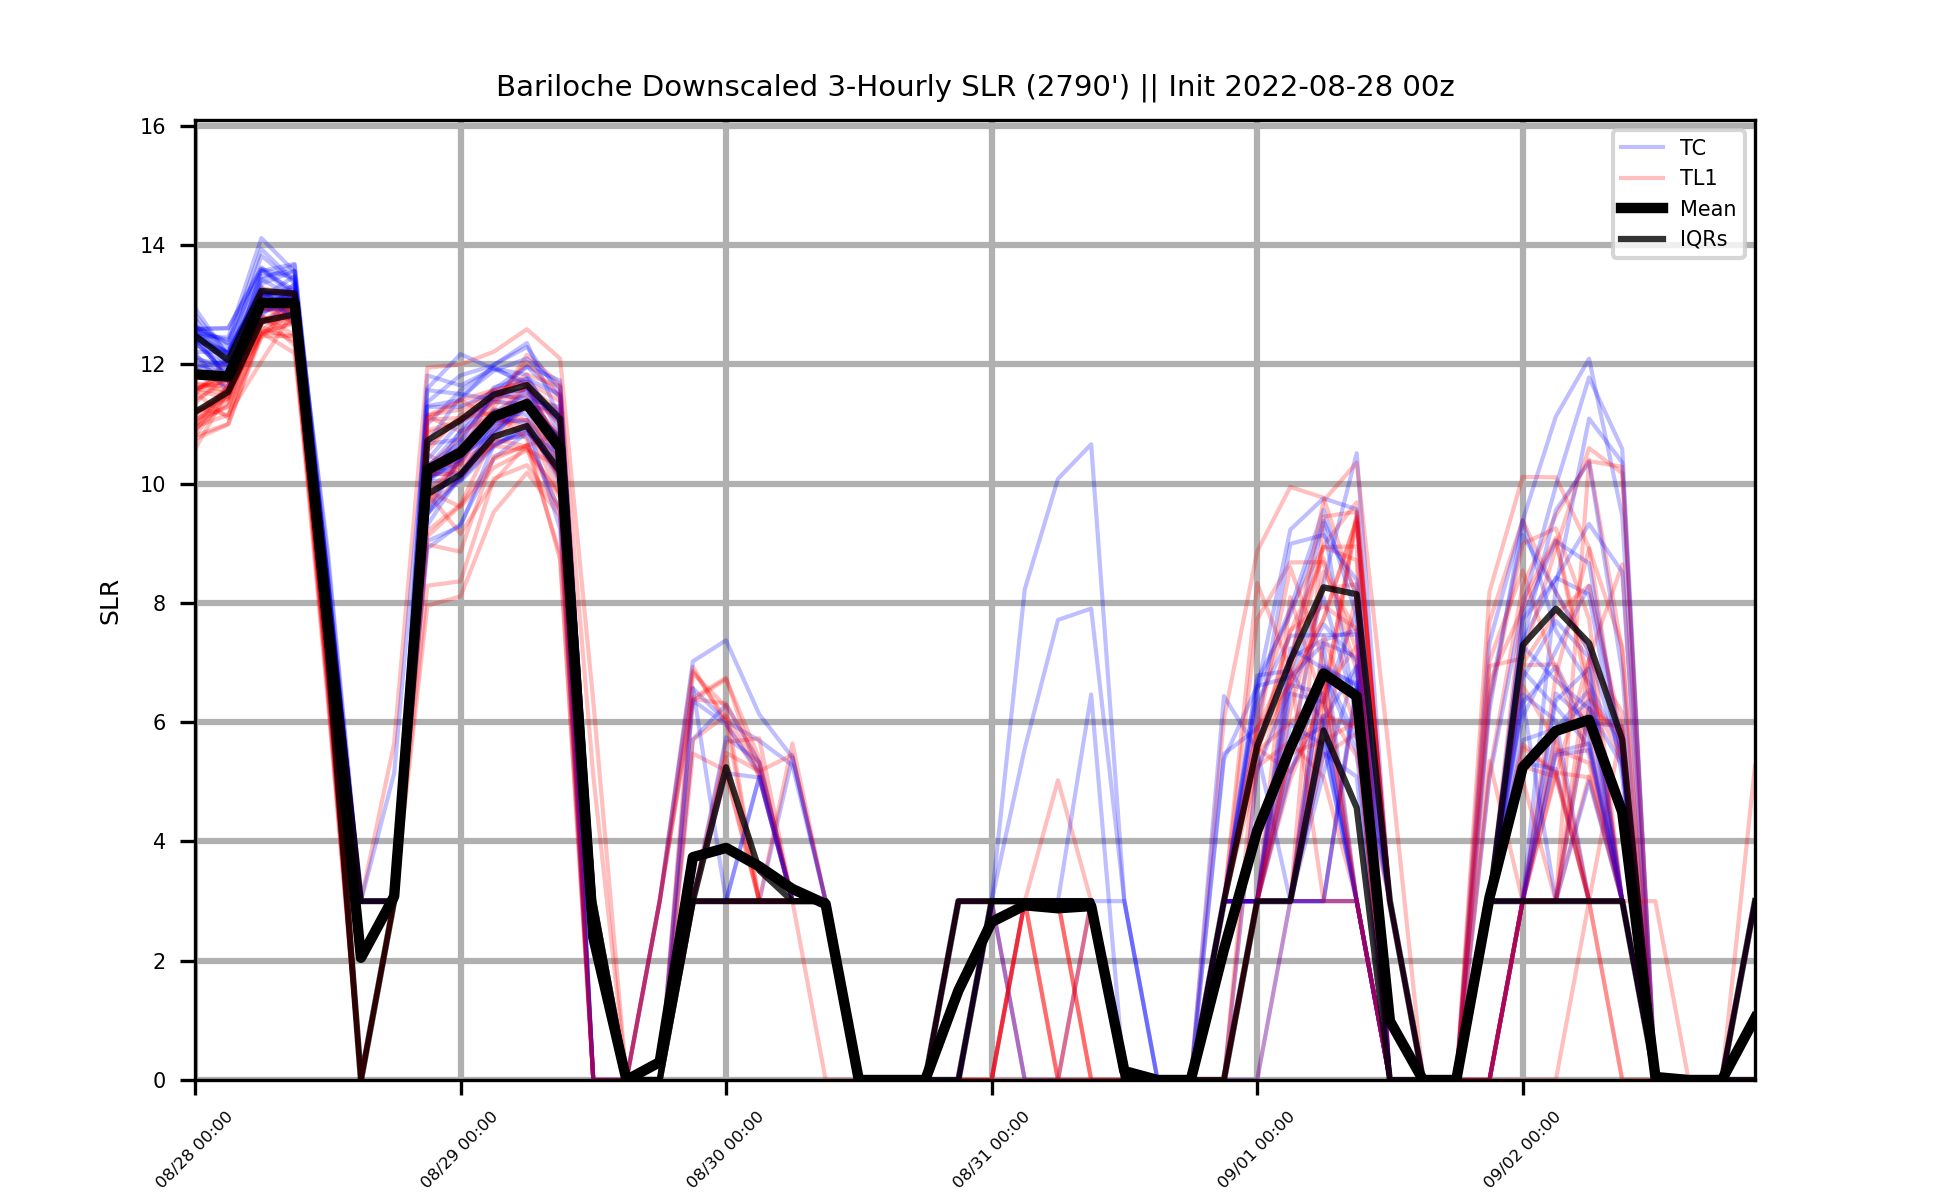 Bariloche Downscaled 3-Hourly SLR (2790') || Init 2022-08-28 00z
16
14
12
10
8
6
4
2
0
SLR
TC
TL1
Mean
IQRs
08/28 00:00
08/29 00:00
08/30 00:00
08/31 00:00
09/01 00:00
09/02 00:00